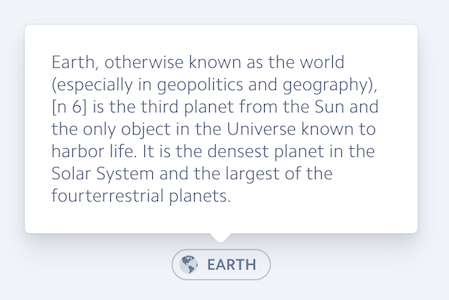 Earth, otherwise known as the world
(especially in geopolitics and geography),
[n 6] is the third planet from the Sun and
the only object in the Universe known to
harbor life. It is the densest planet in the
Solar System and the largest of the
fourterrestrial planets.
EARTH